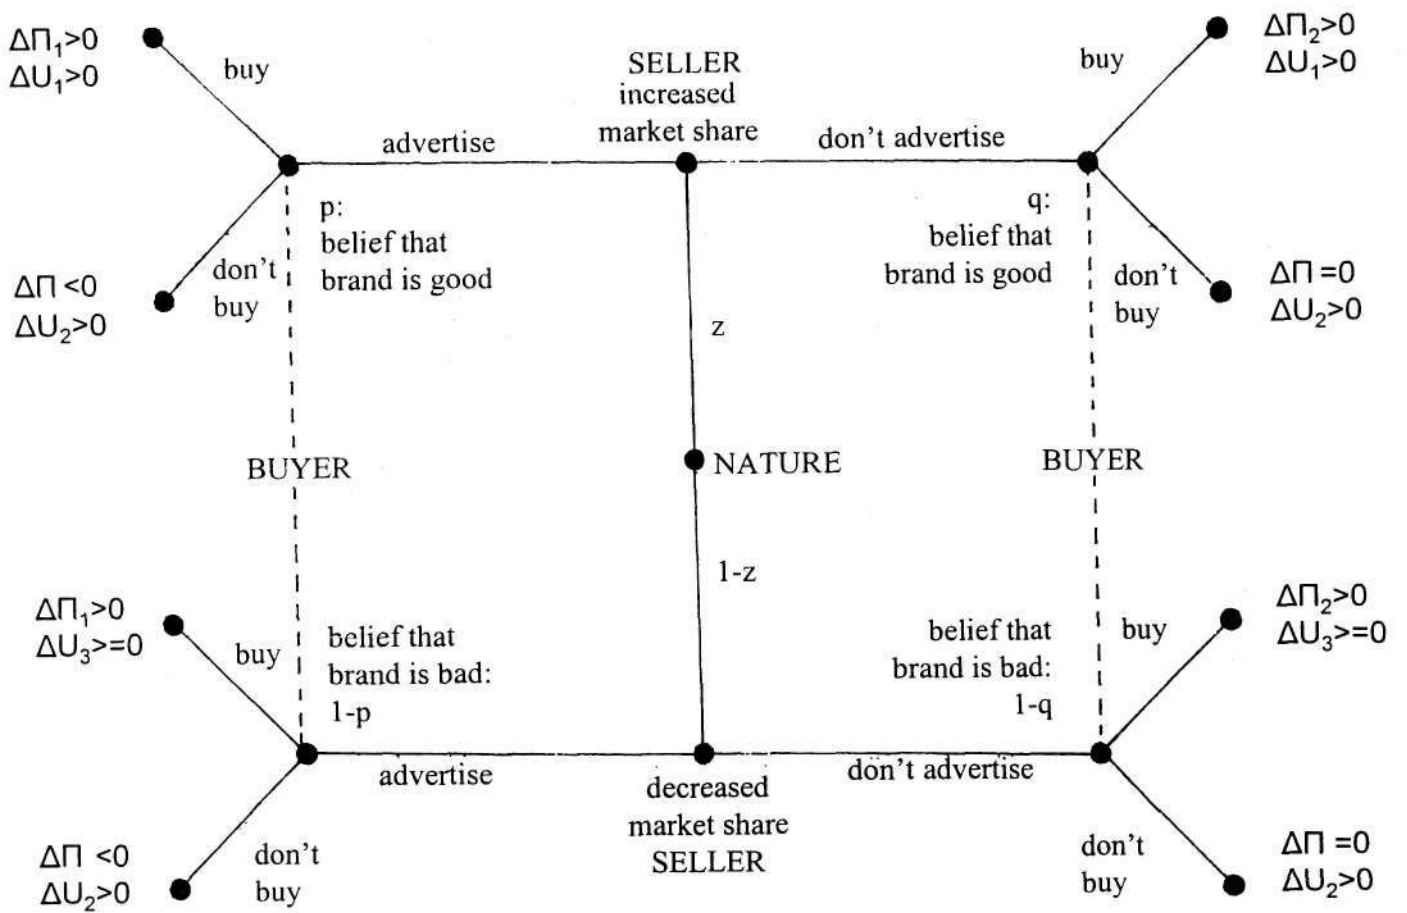 ΔΠ₁>0
ΔU₁>0
buy
SELLER
increased
market share
buy
ΔΠ₂>0
ΔU₁>0
advertise
don't advertise
p:
belief that
brand is good
q:
belief that
brand is good
ΔΠ <0
ΔU₂>0
don't
buy
don't
buy
ΔΠ =0
ΔU₂>0
z
BUYER
NATURE
BUYER
1-z
ΔΠ₁>0
ΔU₃>=0
buy
belief that
brand is bad:
1-p
belief that
brand is bad:
1-q
buy
ΔΠ₂>0
ΔU₃>=0
advertise
decreased
market share
SELLER
don't advertise
ΔΠ <0
ΔU₂>0
don't
buy
don't
buy
ΔΠ =0
ΔU₂>0